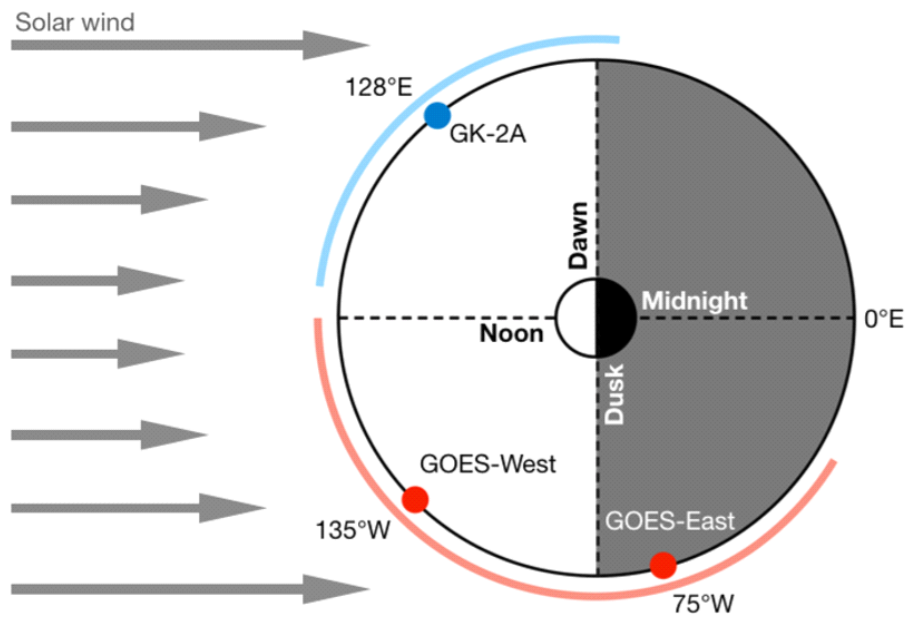 Solar wind
128°E
GK-2A
Dawn
Midnight
0°E
Noon
Dusk
GOES-West
135°W
GOES-East
75°W